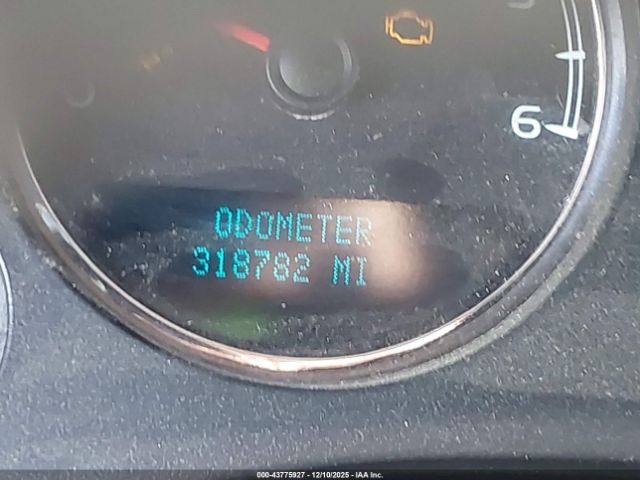 6
ODOMETER
318782 MI
000-43775927 - 12/10/2025 - IAA Inc.